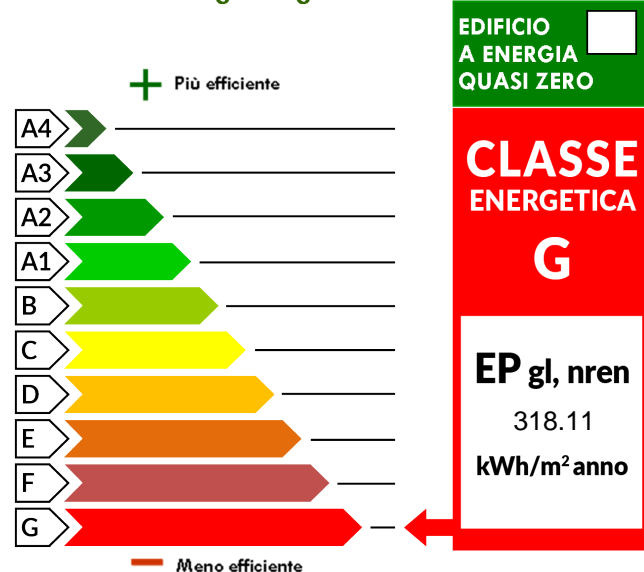 EDIFICIO
A ENERGIA
QUASI ZERO
Più efficiente
A4
A3
A2
A1
B
C
D
E
F
G
Meno efficiente
CLASSE
ENERGETICA
G
EP gl, nren
318.11
kWh/m² anno